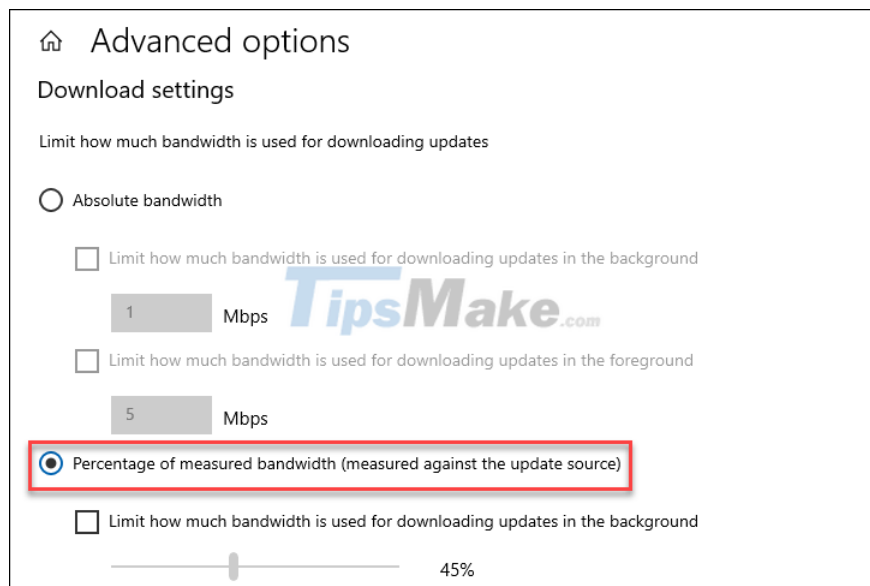 Advanced options
Download settings
Limit how much bandwidth is used for downloading updates
Absolute bandwidth
Limit how much bandwidth is used for downloading updates in the background
TipsMake.com
1 Mbps
Limit how much bandwidth is used for downloading updates in the foreground
5 Mbps
Percentage of measured bandwidth (measured against the update source)
Limit how much bandwidth is used for downloading updates in the background
45%